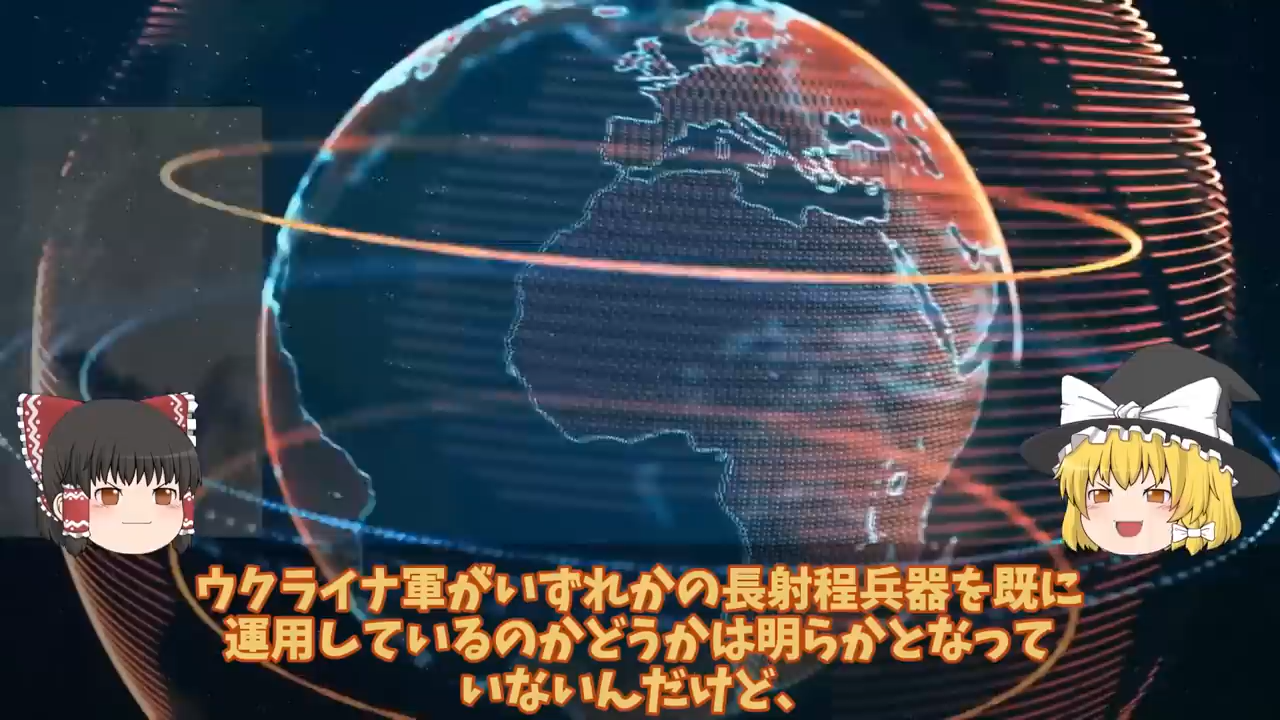 ウクライナ軍がいずれかの長射程兵器を既に
運用しているのかどうかは明らかとなって
いないんだけど、